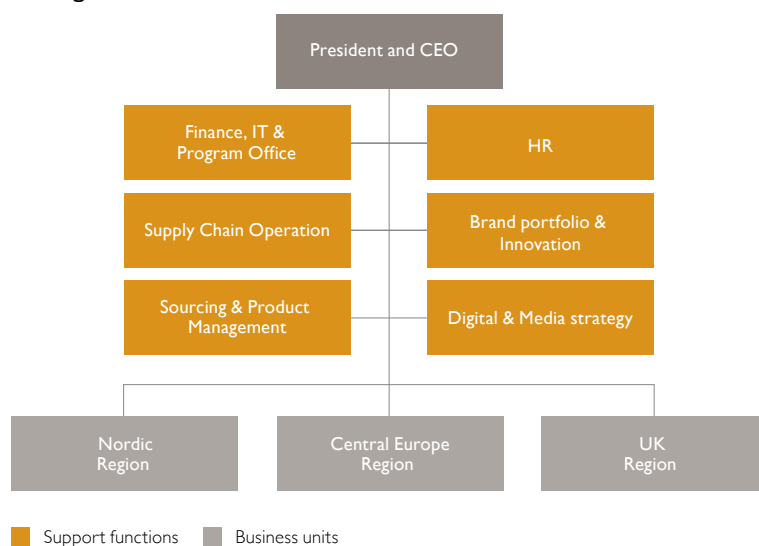 President and CEO
Finance, IT &
Program Office
HR
Supply Chain Operation
Brand portfolio &
Innovation
Sourcing & Product
Management
Digital & Media strategy
Nordic
Region
Central Europe
Region
UK
Region
Support functions
Business units